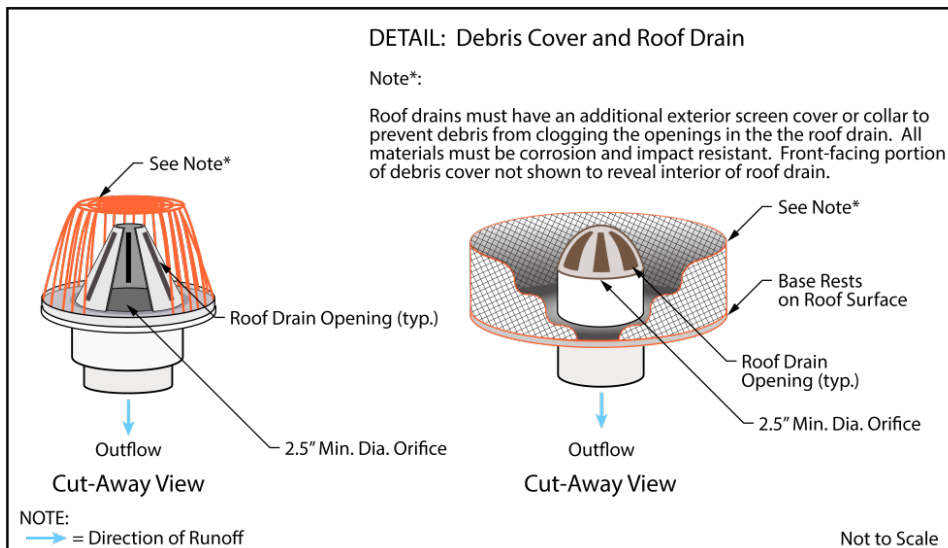 DETAIL: Debris Cover and Roof Drain
Note*:
Roof drains must have an additional exterior screen cover or collar to
prevent debris from clogging the openings in the the roof drain. All
materials must be corrosion and impact resistant. Front-facing portion
of debris cover not shown to reveal interior of roof drain.
See Note*
Roof Drain Opening (typ.)
2.5" Min. Dia. Orifice
Outflow
Cut-Away View
See Note*
Base Rests
on Roof Surface
Roof Drain
Opening (typ.)
2.5" Min. Dia. Orifice
Outflow
Cut-Away View
NOTE:
= Direction of Runoff
Not to Scale